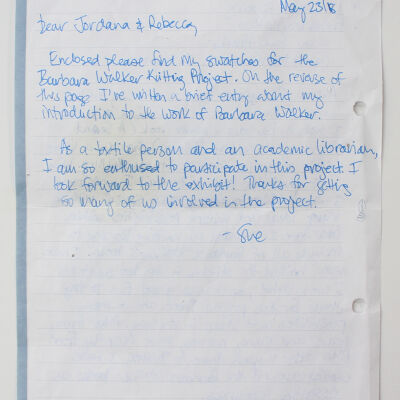 May 23/18
Dear Jordana & Rebecca,
Enclosed please find my swatches for the
Barbara Walker Knitting Project. On the reverse of
this page I've written a brief entry about my
introduction to the work of Barbara Walker.
As a textile person and an academic librarian,
I am so enthused to participate in this project. I
look forward to the exhibit! Thanks for getting
so many of us involved in the project.
- Sue